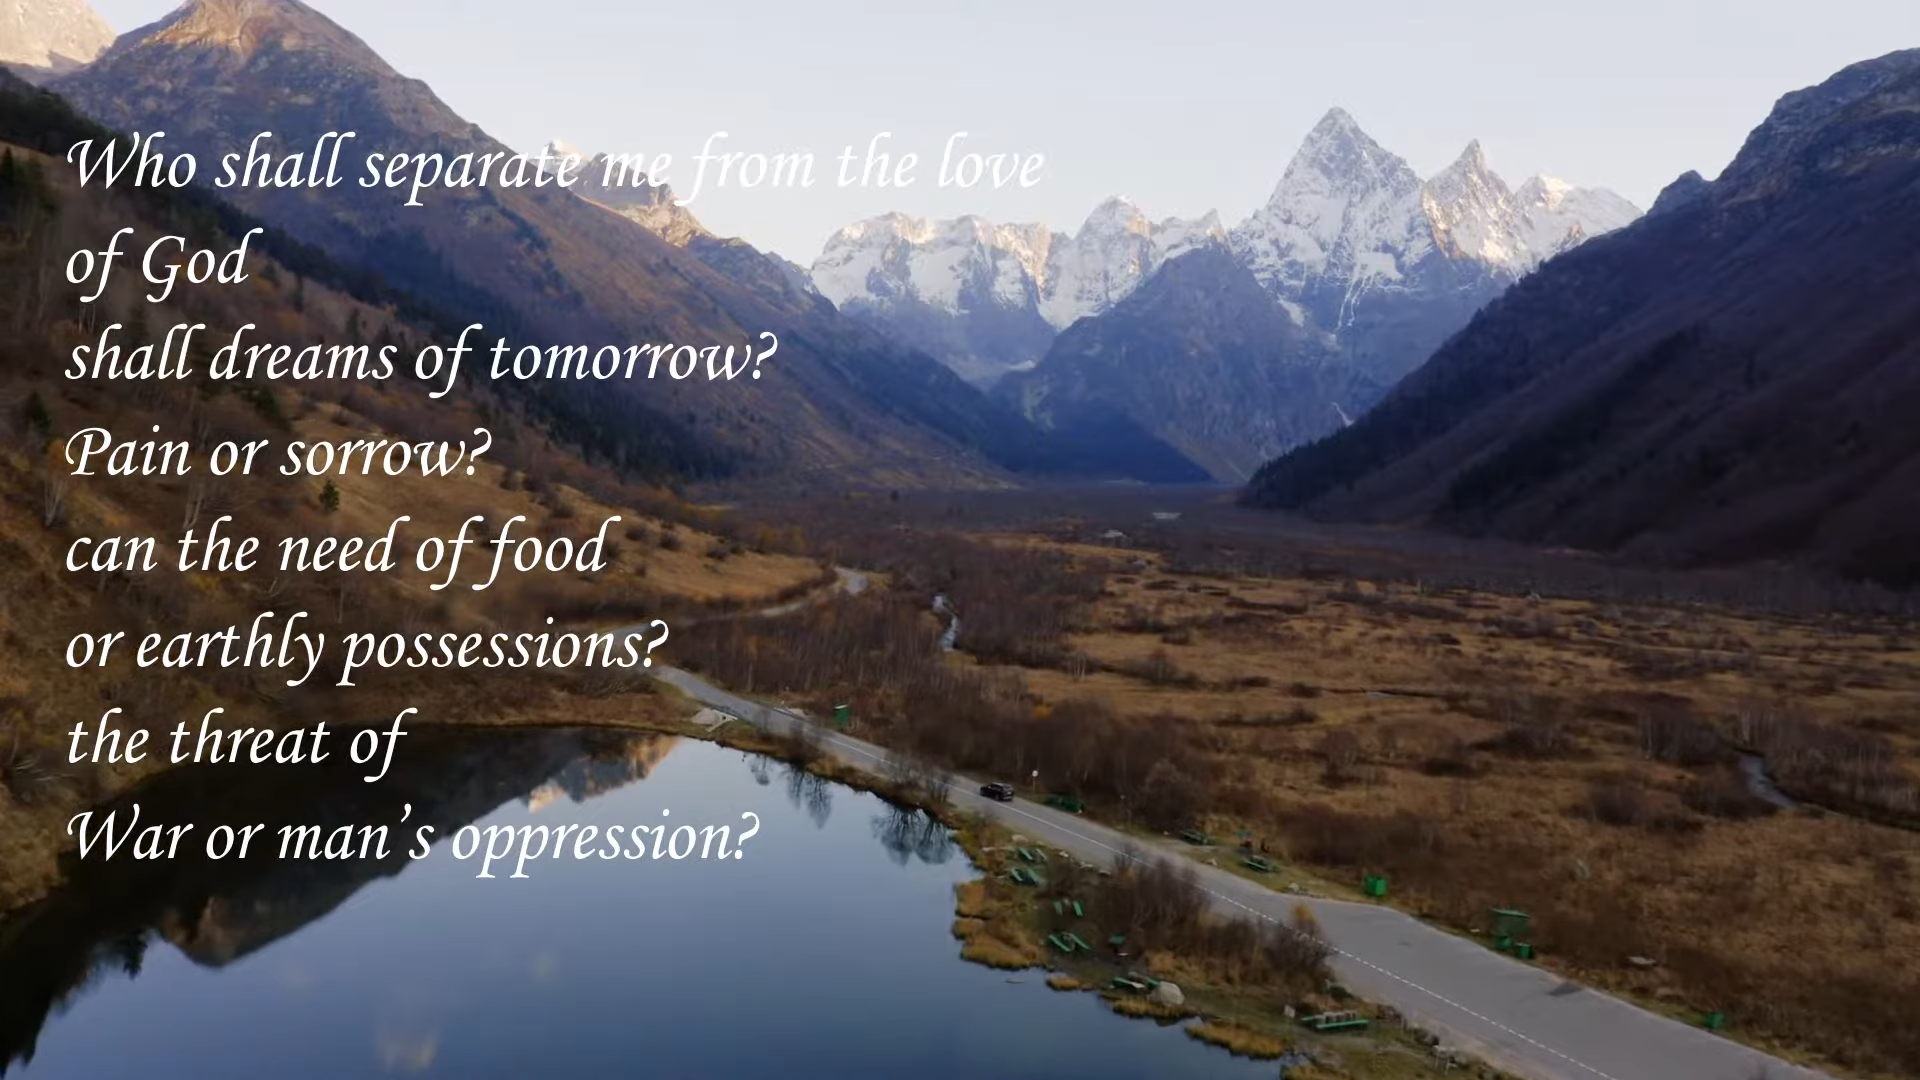 Who shall separate me from the love
of God
shall dreams of tomorrow?
Pain or sorrow?
can the need of food
or earthly possessions?
the threat of
War or man’s oppression?